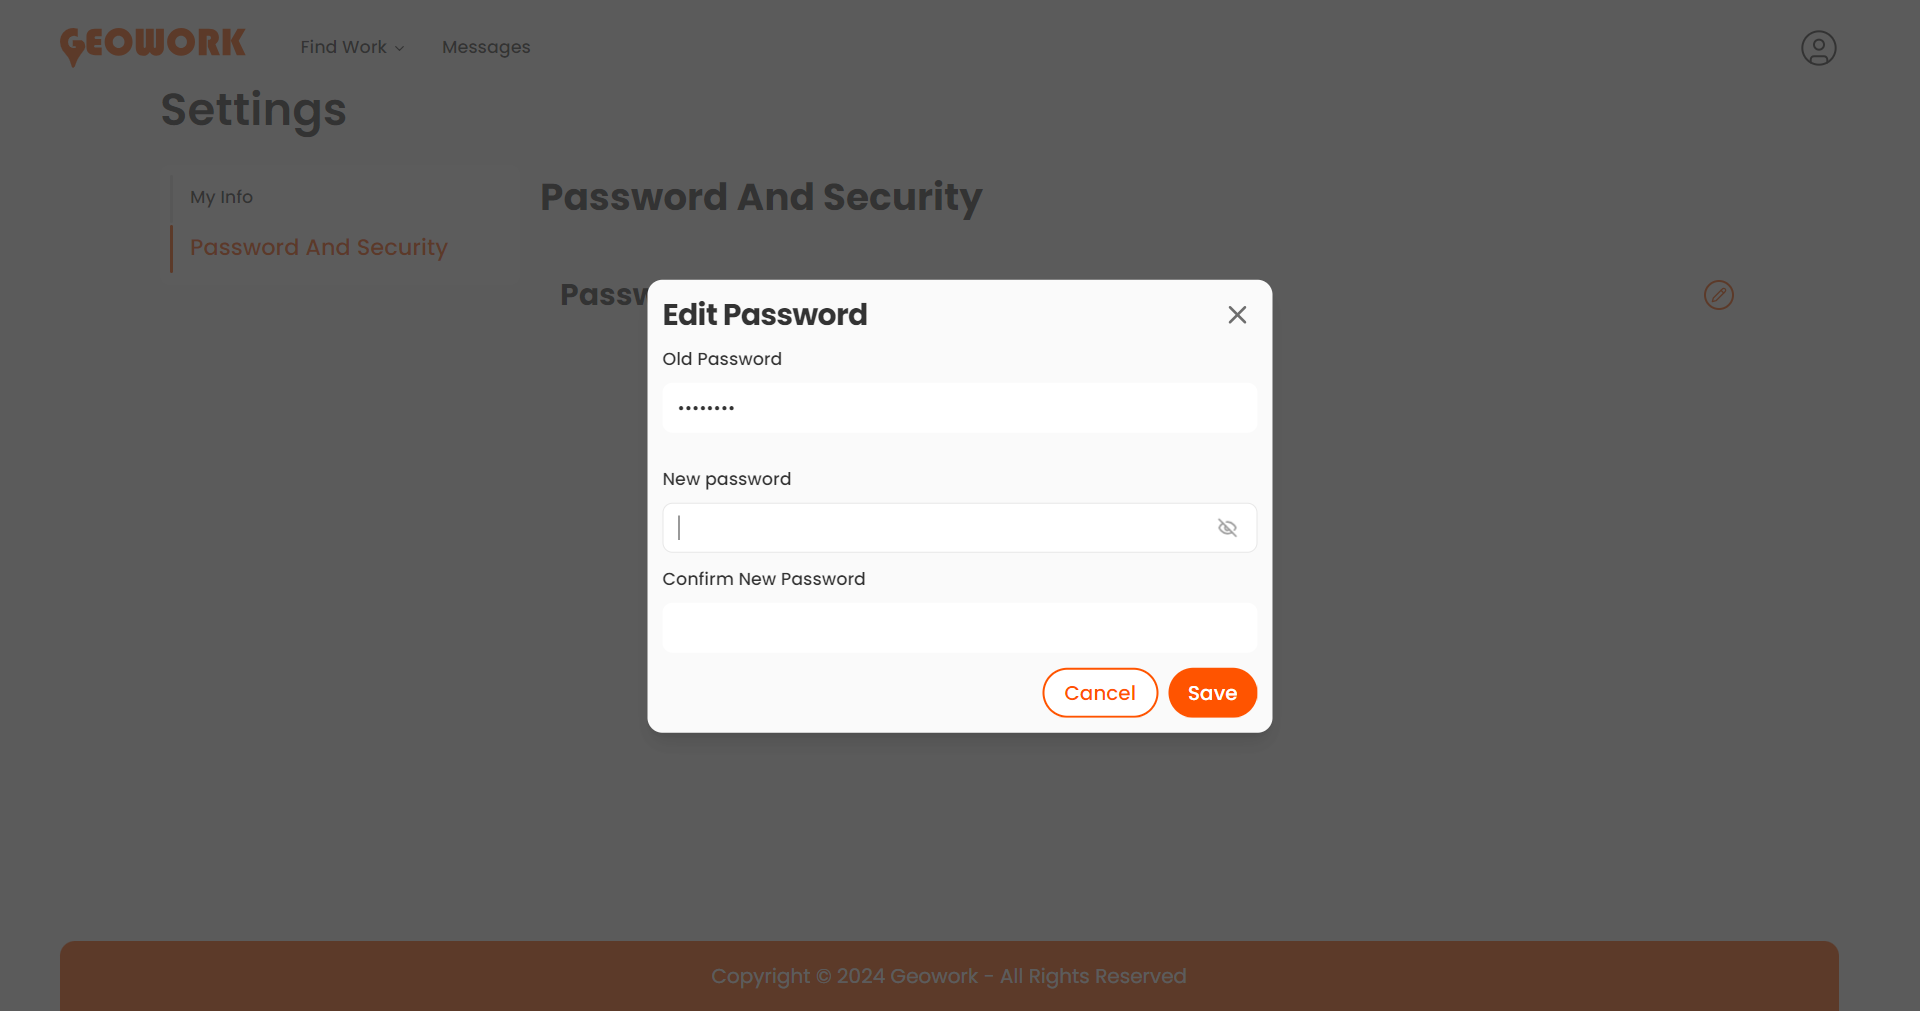 GEOWORK
Find Work
Messages
Settings
My Info
Password And Security
Password And Security
Edit Password
Old Password
••••••••
New password
Confirm New Password
Cancel
Save
Copyright © 2024 Geowork - All Rights Reserved